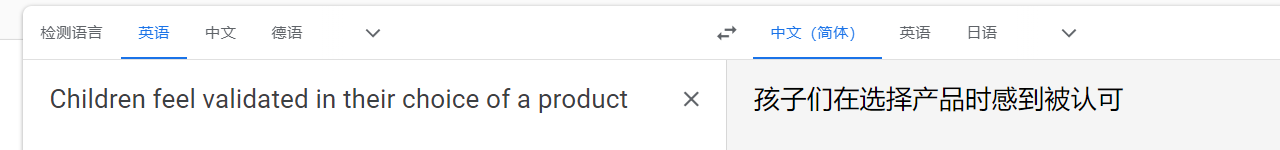 检测语言 英语 中文 德语 中文（简体） 英语 日语
Children feel validated in their choice of a product 孩子们在选择产品时感到被认可